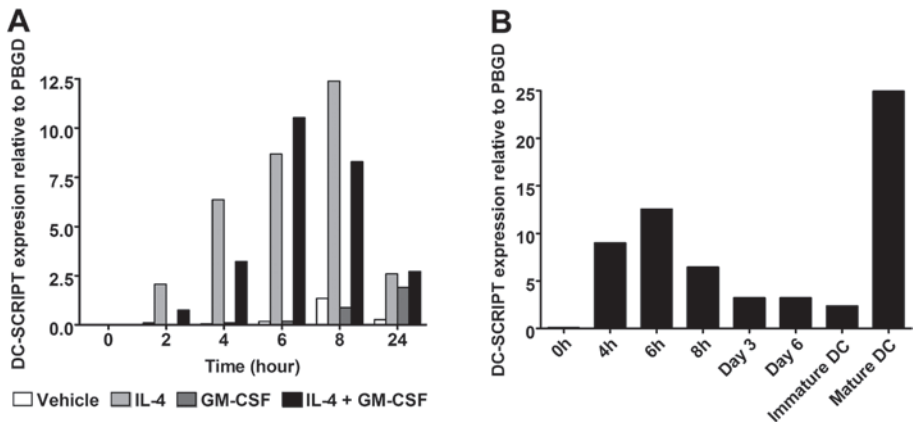 A
DC-SCRIPT expresion relative to PBGD
12.5
10.0
7.5
5.0
2.5
0.0
0 2 4 6 8 24
Time (hour)
Vehicle IL-4 GM-CSF IL-4 + GM-CSF
B
DC-SCRIPT expression relative to PBGD
25
20
15
10
5
0
0h 4h 6h 8h Day 3 Day 6 Immature DC Mature DC